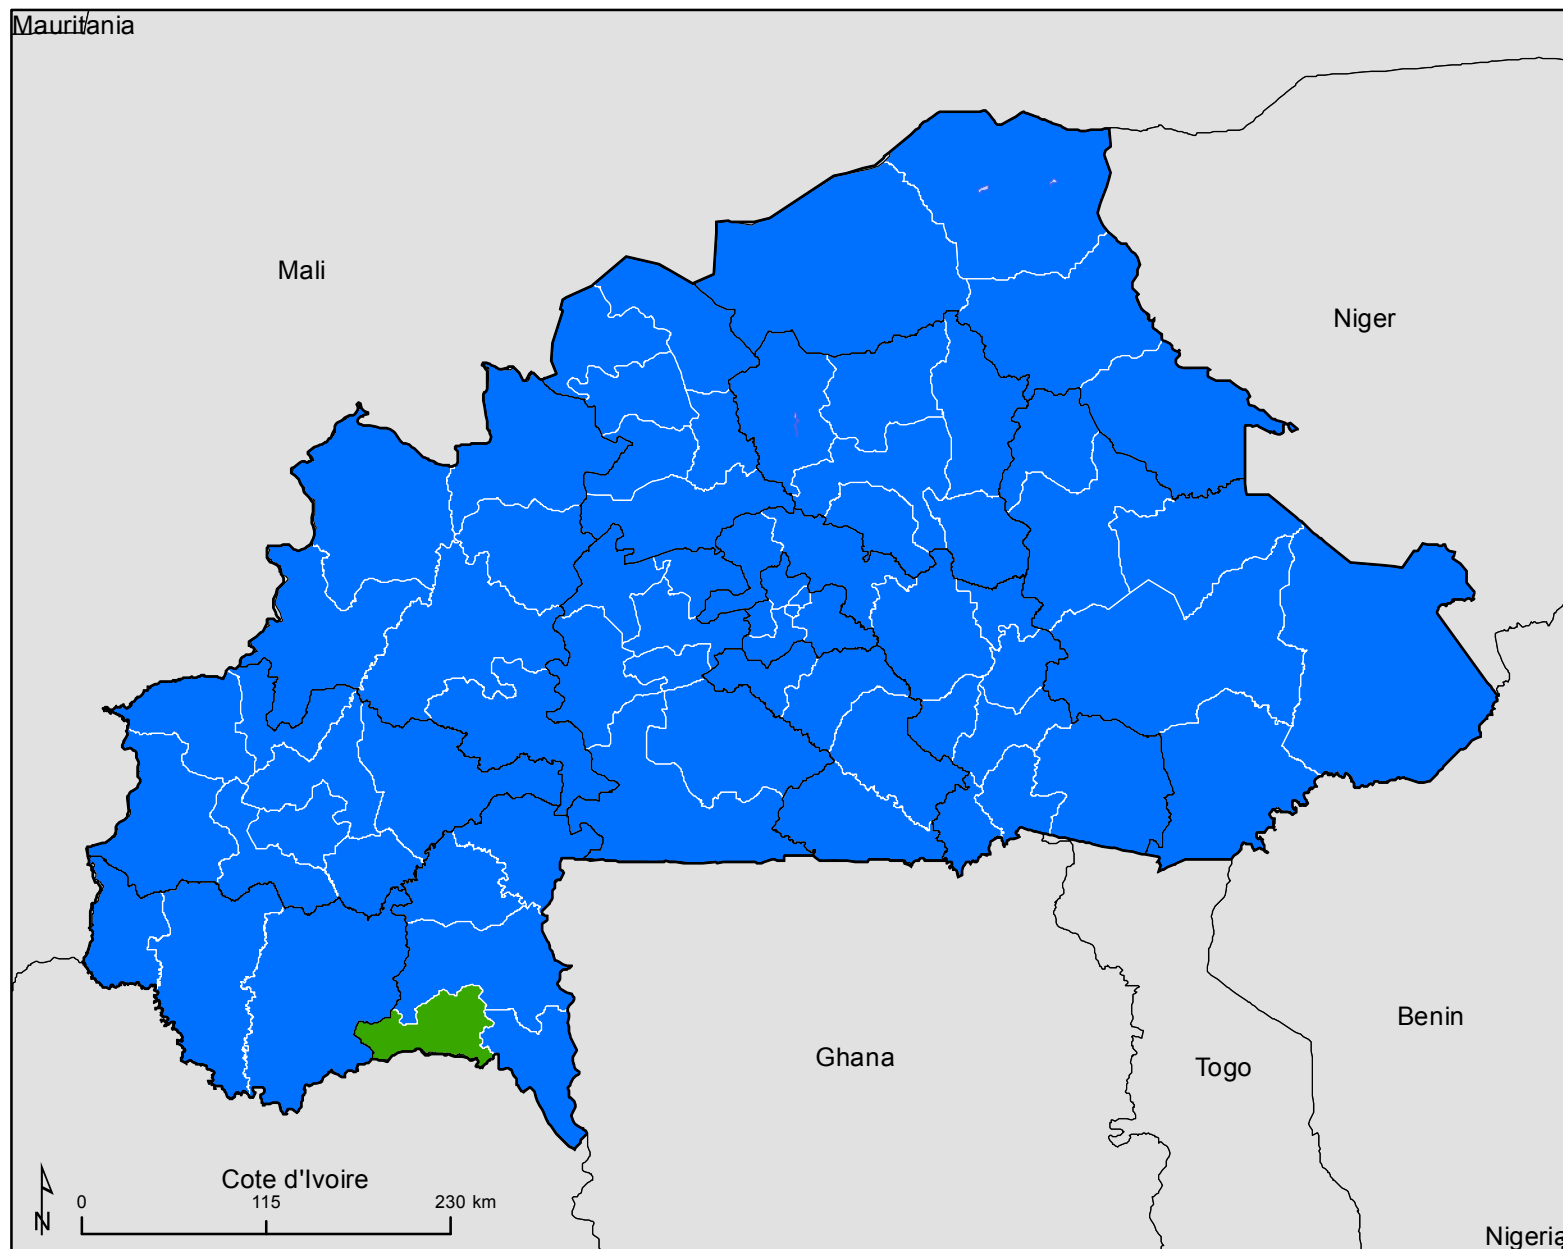 Mauritania
Mali
Niger
Benin
Ghana
Togo
Cote d'Ivoire
0 115 230 km
N
Nigeria